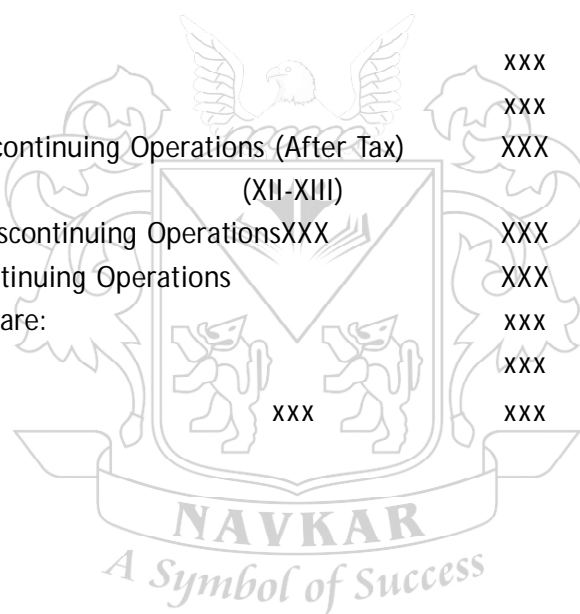 xxx
xxx
continuing Operations (After Tax) XXX
(XII-XIII)
scontinuing OperationsXXX XXX
tinuing Operations XXX
are: xxx
xxx
xxx xxx
NAVKAR
A Symbol of Success